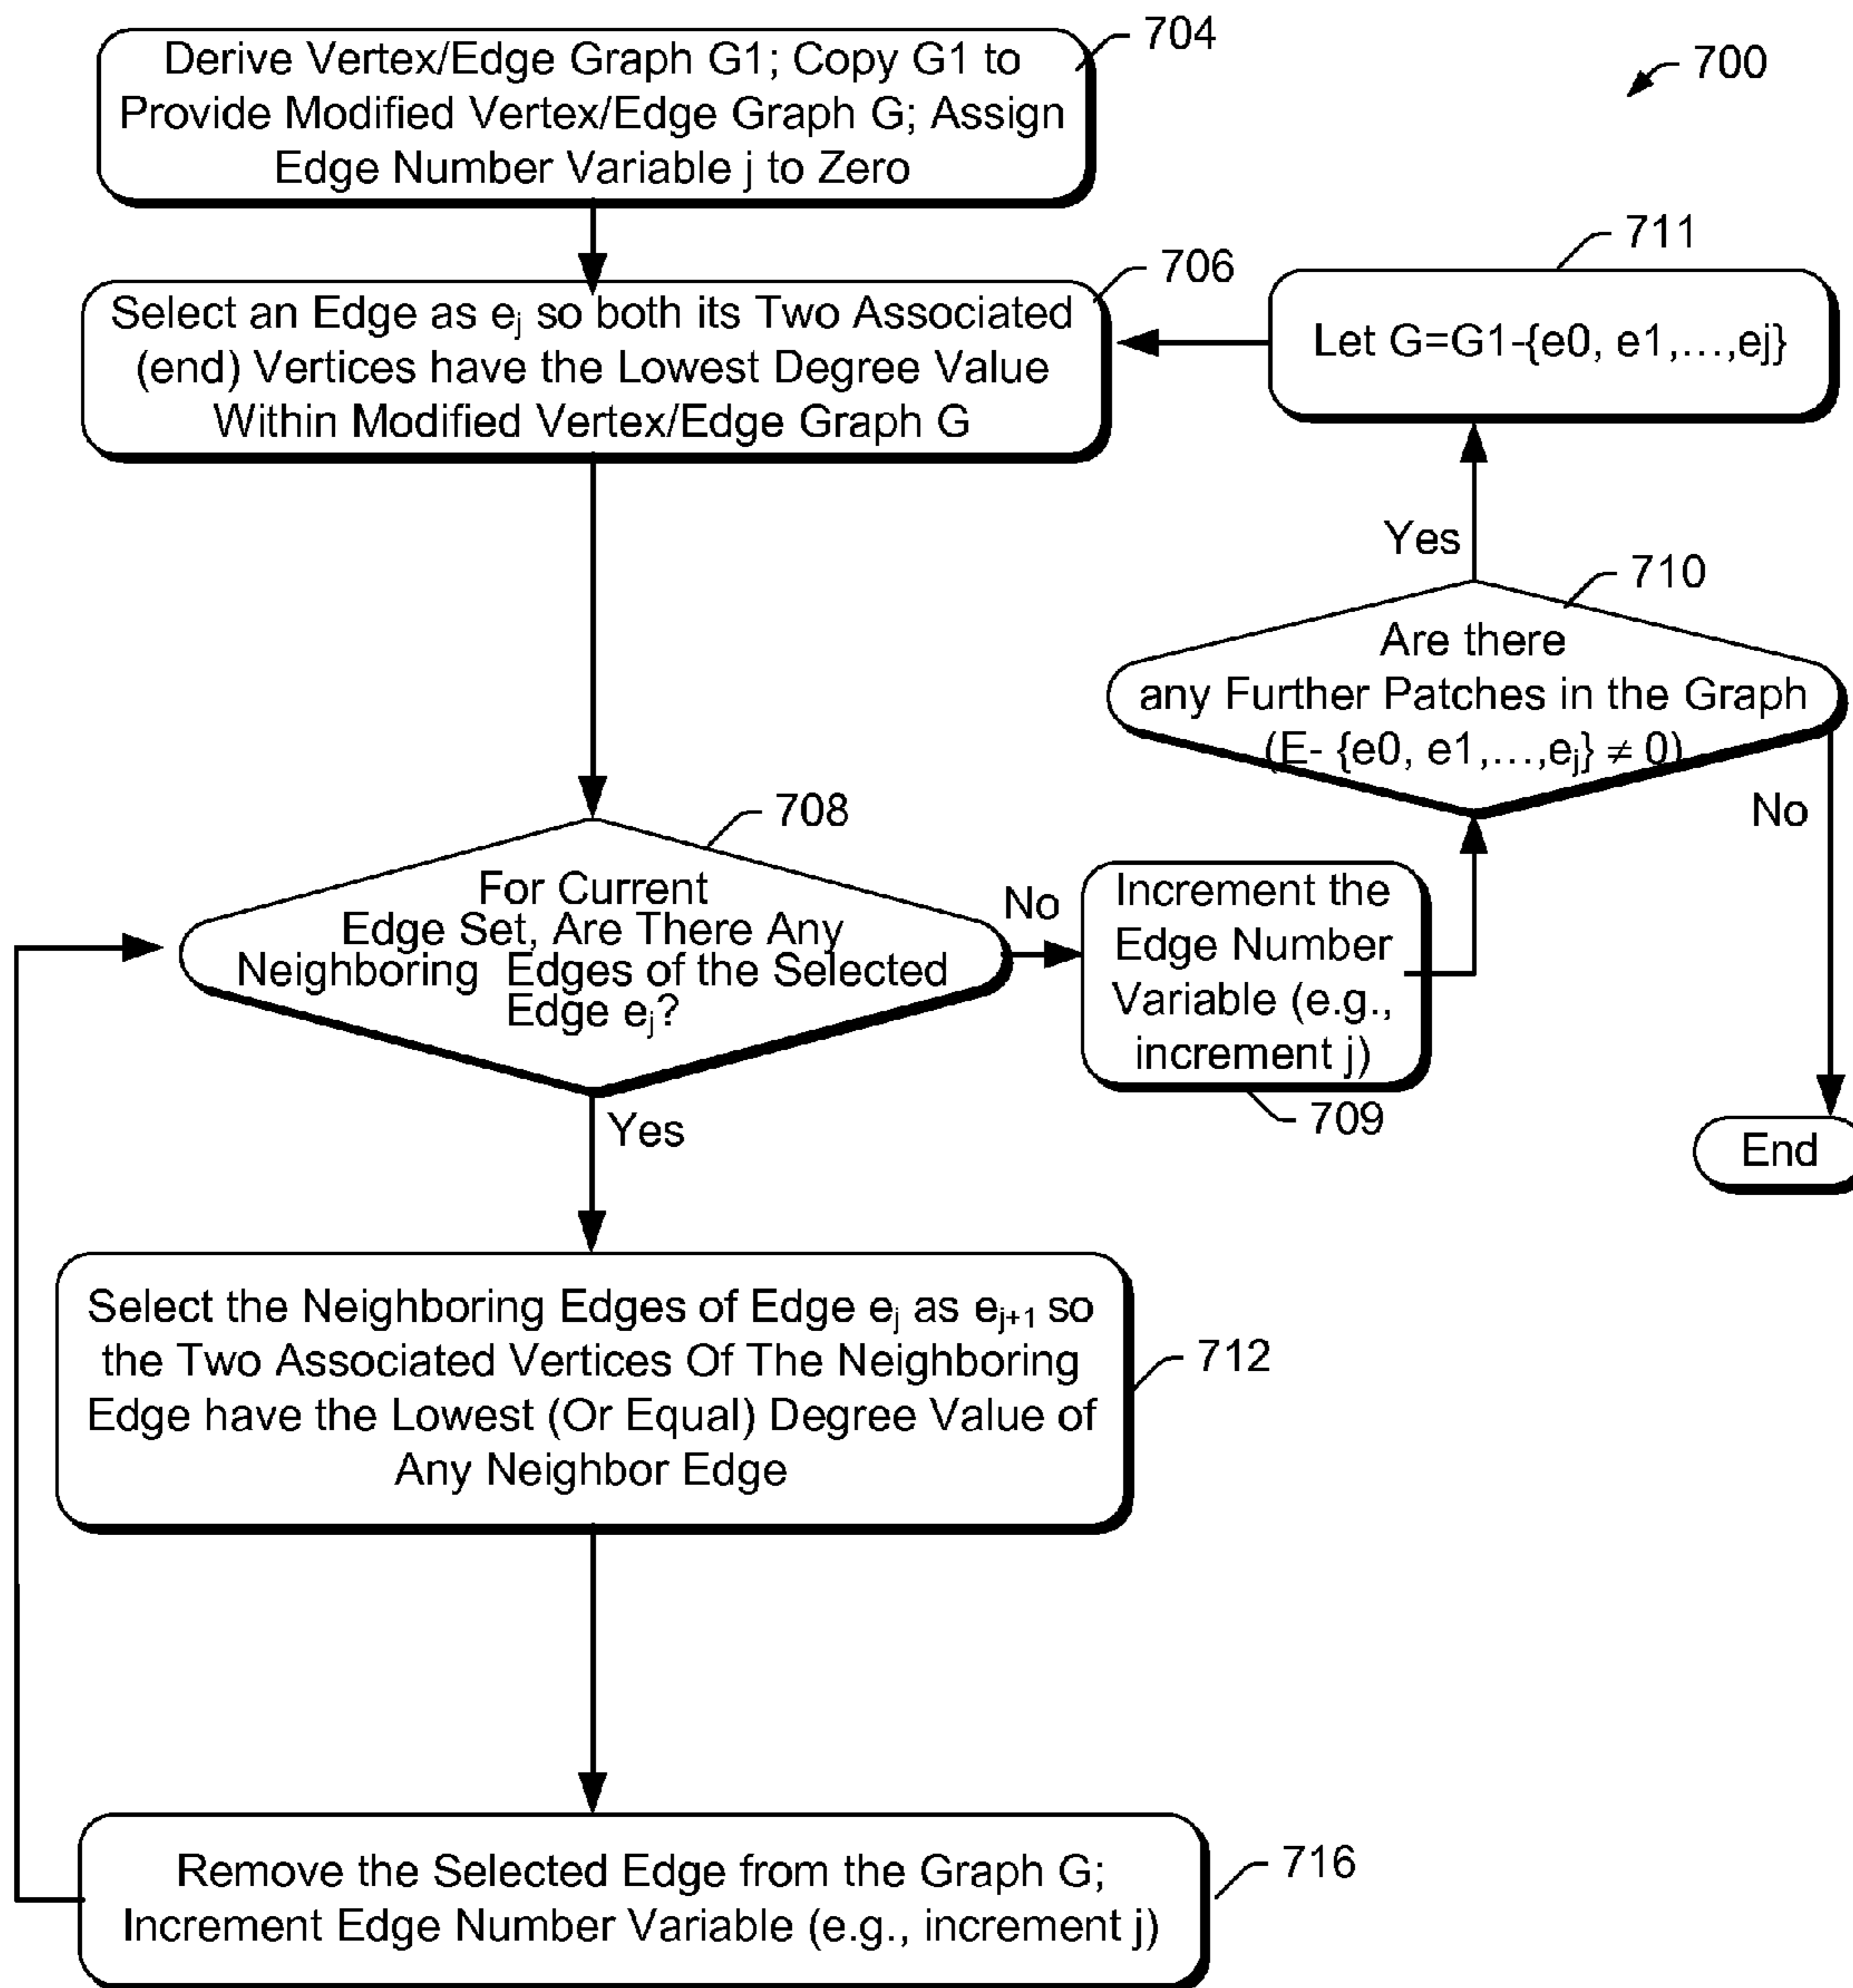 704
700
Derive Vertex/Edge Graph G1; Copy G1 to
Provide Modified Vertex/Edge Graph G; Assign
Edge Number Variable j to Zero
706
Select an Edge as ej so both its Two Associated
(end) Vertices have the Lowest Degree Value
Within Modified Vertex/Edge Graph G
711
Let G=G1-{e0, e1,...,ej}
Yes
710
Are there
any Further Patches in the Graph
(E- {e0, e1,...,ej} ≠ 0)
No
End
708
For Current
Edge Set, Are There Any
Neighboring Edges of the Selected
Edge ej?
No
Increment the
Edge Number
Variable (e.g.,
increment j)
709
Yes
Select the Neighboring Edges of Edge ej as ej+1 so
the Two Associated Vertices Of The Neighboring
Edge have the Lowest (Or Equal) Degree Value of
Any Neighbor Edge
712
Remove the Selected Edge from the Graph G;
Increment Edge Number Variable (e.g., increment j)
716